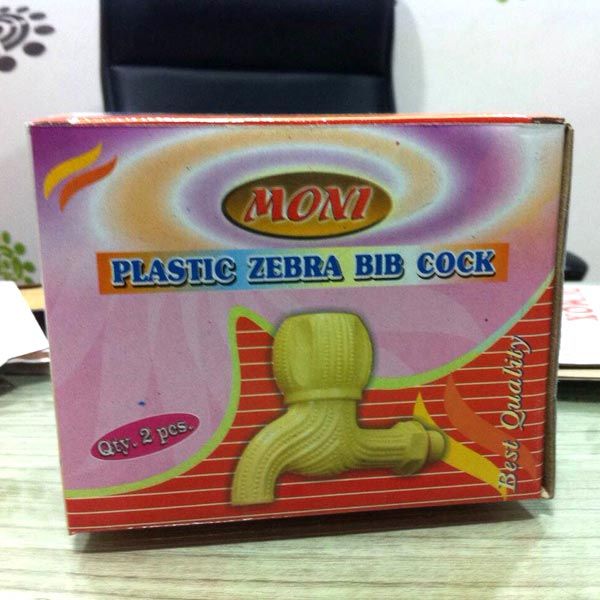 MONI
PLASTIC ZEBRA BIB COCK
Qty. 2 pcs.
Best Quality